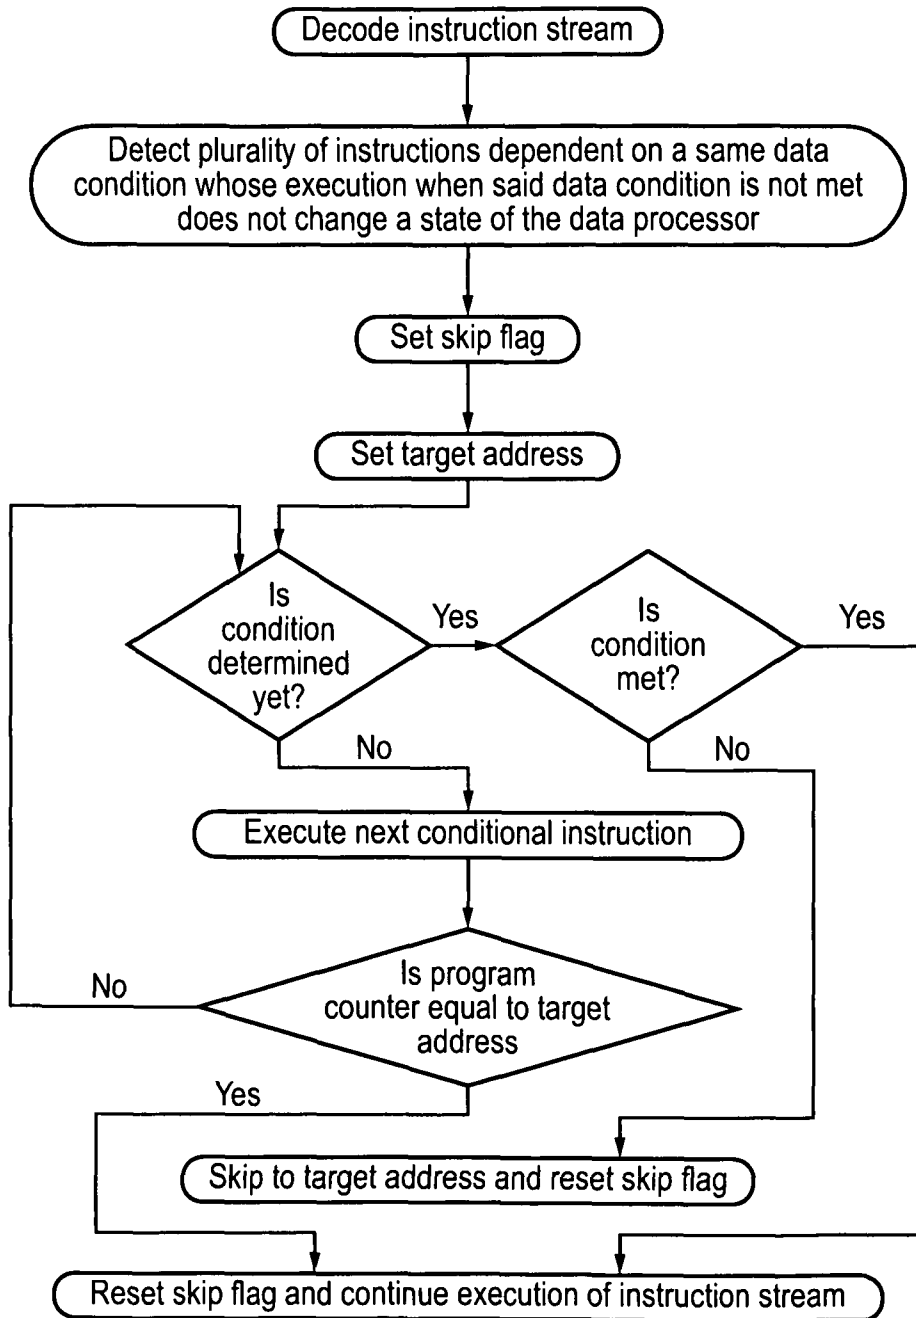 Decode instruction stream
Detect plurality of instructions dependent on a same data
condition whose execution when said data condition is not met
does not change a state of the data processor
Set skip flag
Set target address
Is
condition
determined
yet?
Yes
Is
condition
met?
Yes
No
No
Execute next conditional instruction
Is program
counter equal to target
address
No
Yes
Skip to target address and reset skip flag
Reset skip flag and continue execution of instruction stream